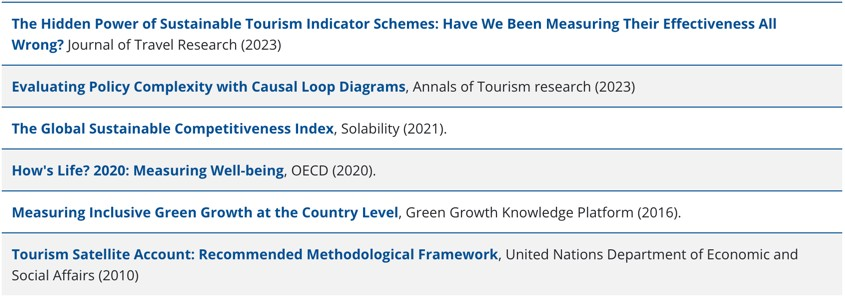 The Hidden Power of Sustainable Tourism Indicator Schemes: Have We Been Measuring Their Effectiveness All
Wrong? Journal of Travel Research (2023)
Evaluating Policy Complexity with Causal Loop Diagrams, Annals of Tourism research (2023)
The Global Sustainable Competitiveness Index, Solability (2021).
How's Life? 2020: Measuring Well-being, OECD (2020).
Measuring Inclusive Green Growth at the Country Level, Green Growth Knowledge Platform (2016).
Tourism Satellite Account: Recommended Methodological Framework, United Nations Department of Economic and
Social Affairs (2010)